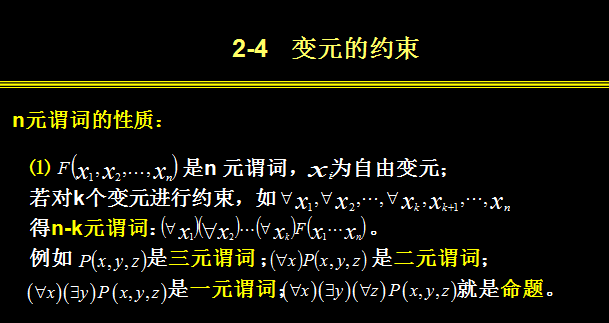 2-4 变元的约束
n元谓词的性质：
⑴ F(x₁,x₂,…,xₙ) 是n 元谓词，xᵢ为自由变元；
若对k个变元进行约束，如 ∀x₁,∀x₂,⋯,∀xₖ,xₖ₊₁,⋯,xₙ
得n-k元谓词：(∀x₁)(∀x₂)⋯(∀xₖ)F(x₁⋯xₙ)。
例如 P(x,y,z)是三元谓词；(∀x)P(x,y,z) 是二元谓词；
(∀x)(∃y)P(x,y,z)是一元谓词；(∀x)(∃y)(∀z)P(x,y,z)就是命题。